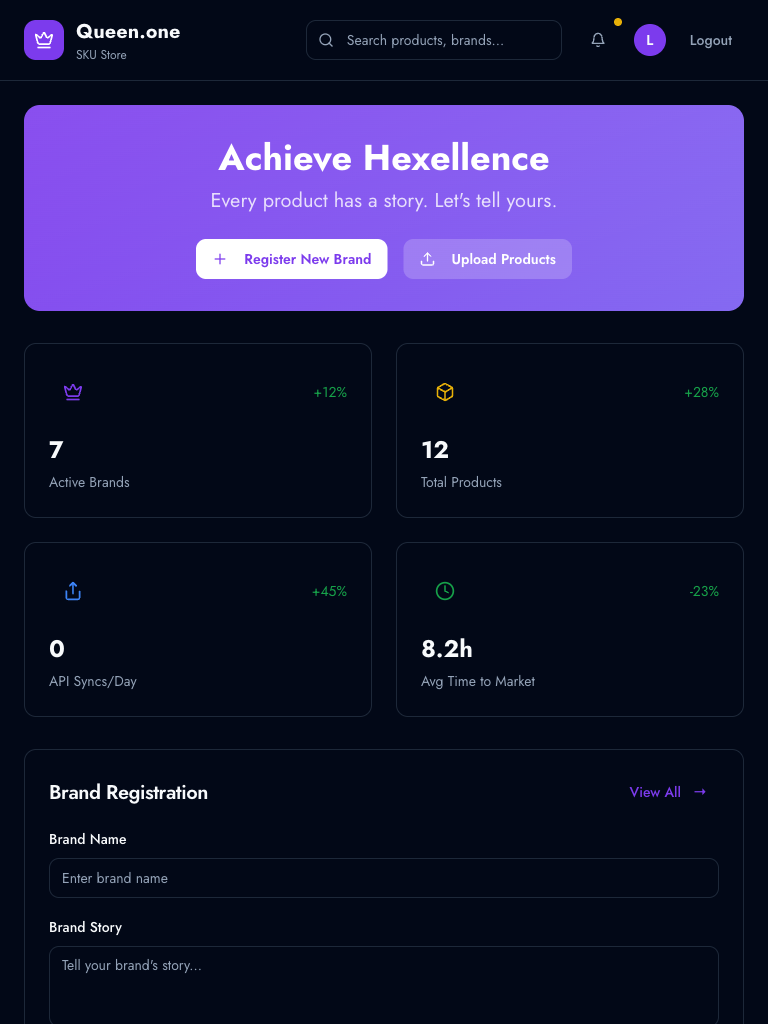 Queen.one
SKU Store
Search products, brands...
L
Logout
Achieve Hexellence
Every product has a story. Let's tell yours.
Register New Brand
Upload Products
+12%
7
Active Brands
+28%
12
Total Products
+45%
0
API Syncs/Day
-23%
8.2h
Avg Time to Market
Brand Registration
View All →
Brand Name
Enter brand name
Brand Story
Tell your brand's story...